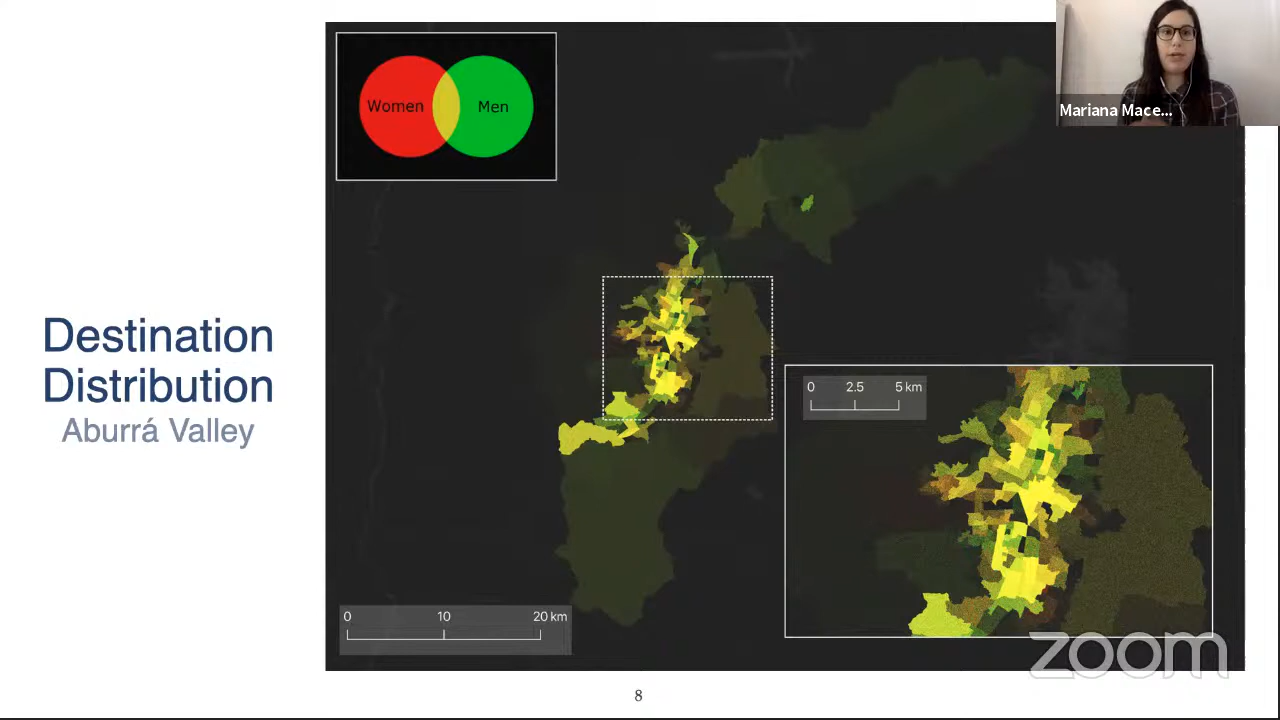 Women Men
Mariana Mace...
Destination
Distribution
Aburrá Valley
0 2.5 5 km
0 10 20 km
zoom
8